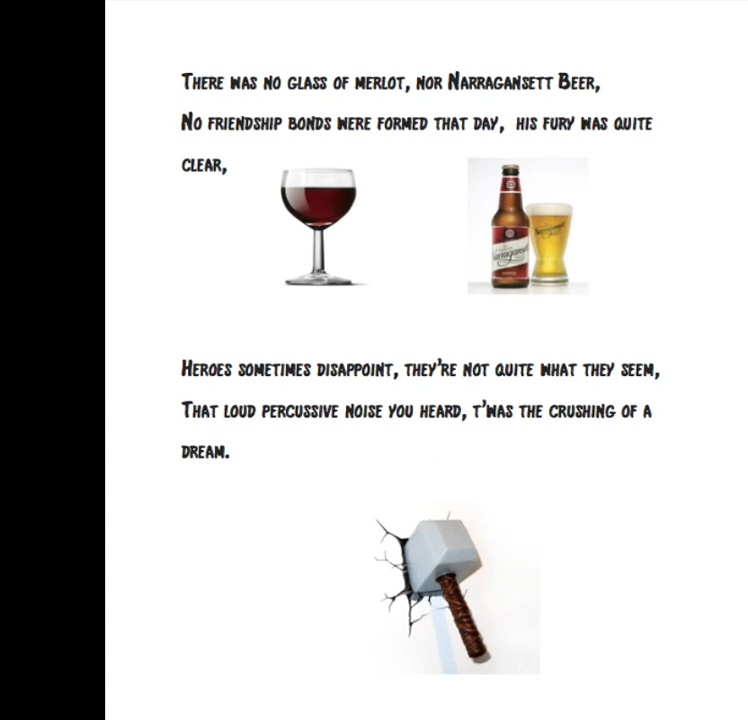 There was no glass of merlot, nor Narragansett Beer,
No friendship bonds were formed that day, his fury was quite
clear,
Narragansett
Narragansett
Heroes sometimes disappoint, they're not quite what they seem,
That loud percussive noise you heard, t'was the crushing of a
dream.